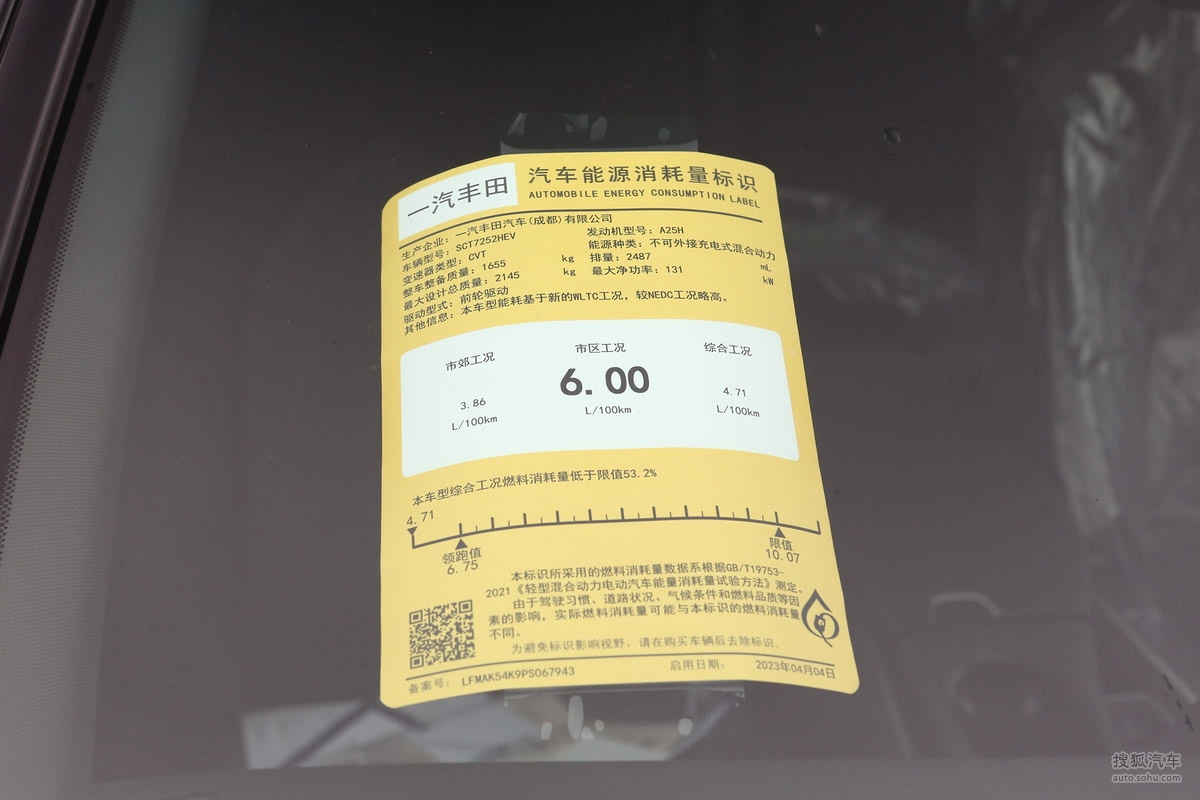 一汽丰田
汽车能源消耗量标识
AUTOMOBILE ENERGY CONSUMPTION LABEL
生产企业：一汽丰田汽车(成都)有限公司
车辆型号：SCT7252HEV
发动机型号：A25H
变速器类型：CVT
能源种类：不可外接充电式混合动力
整车整备质量：1655 kg
排量：2487 mL
最大设计总质量：2145 kg
最大净功率：131 kW
驱动型式：前轮驱动
其他信息：本车型能耗基于新的WLTC工况，较NEDC工况略高。
市郊工况 市区工况 综合工况
3.86 6.00 4.71
L/100km L/100km L/100km
本车型综合工况燃料消耗量低于限值53.2%
4.71
领跑值 限值
6.75 10.07
本标识所采用的燃料消耗量数据系根据GB/T19753-
2021《轻型混合动力电动汽车能量消耗量试验方法》测定。
由于驾驶习惯、道路状况、气候条件和燃料品质等因
素的影响，实际燃料消耗量可能与本标识的燃料消耗量
不同。
为避免标识影响视野，请在购买车辆后去除标识。
备案号：LFMAK54K9PS067943 启用日期：2023年04月04日
搜狐汽车
auto.sohu.com